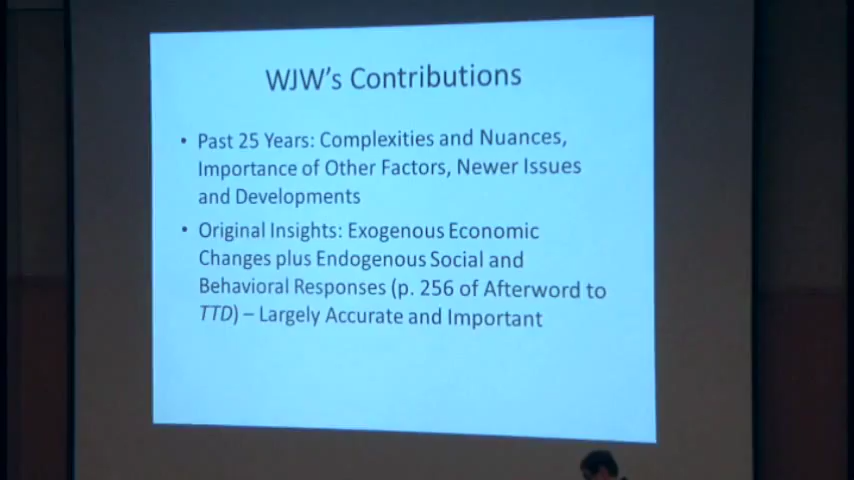 WJW's Contributions
• Past 25 Years: Complexities and Nuances,
Importance of Other Factors, Newer Issues
and Developments
• Original Insights: Exogenous Economic
Changes plus Endogenous Social and
Behavioral Responses (p. 256 of Afterword to
TTD) – Largely Accurate and Important